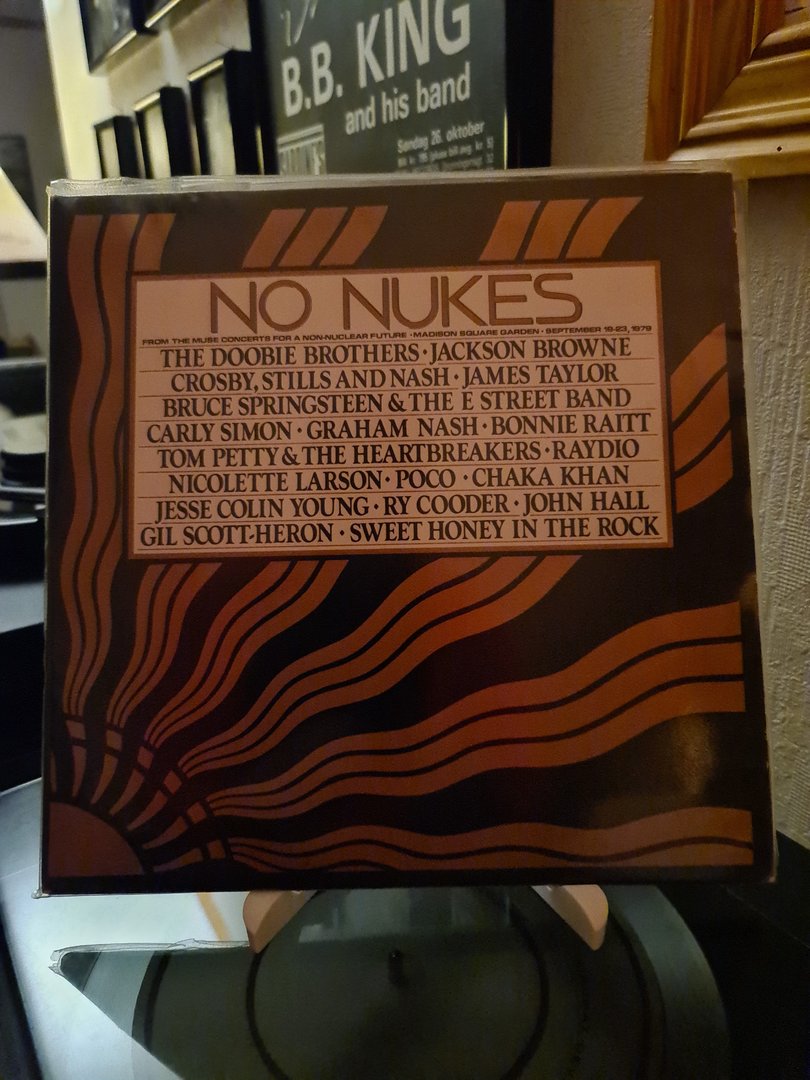 B.B. KING
and his band
Søndag 26. oktober
NO NUKES
FROM THE MUSE CONCERTS FOR A NON-NUCLEAR FUTURE · MADISON SQUARE GARDEN · SEPTEMBER 19-23, 1979
THE DOOBIE BROTHERS · JACKSON BROWNE
CROSBY, STILLS AND NASH · JAMES TAYLOR
BRUCE SPRINGSTEEN & THE E STREET BAND
CARLY SIMON · GRAHAM NASH · BONNIE RAITT
TOM PETTY & THE HEARTBREAKERS · RAYDIO
NICOLETTE LARSON · POCO · CHAKA KHAN
JESSE COLIN YOUNG · RY COODER · JOHN HALL
GIL SCOTT-HERON · SWEET HONEY IN THE ROCK